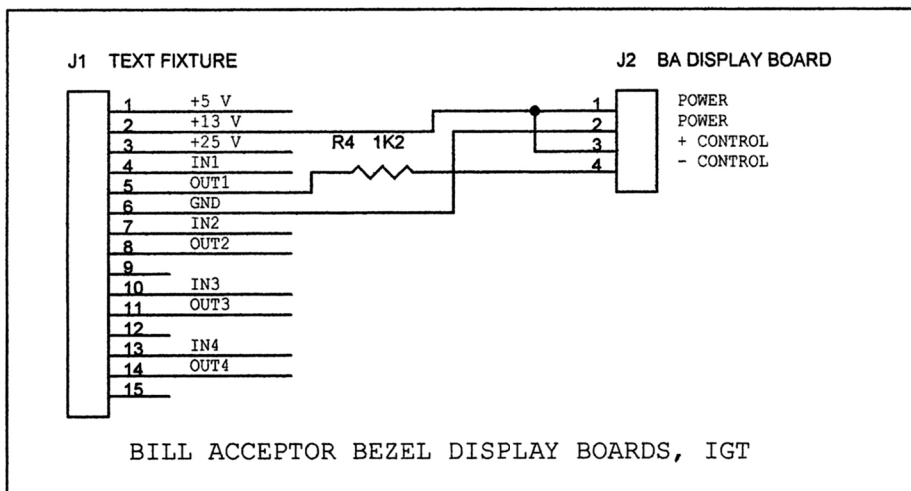 J1 TEXT FIXTURE
1 +5 V
2 +13 V
3 +25 V
4 IN1
5 OUT1
6 GND
7 IN2
8 OUT2
9
10 IN3
11 OUT3
12
13 IN4
14 OUT4
15
R4 1K2
J2 BA DISPLAY BOARD
1 POWER
2 POWER
3 + CONTROL
4 - CONTROL
BILL ACCEPTOR BEZEL DISPLAY BOARDS, IGT